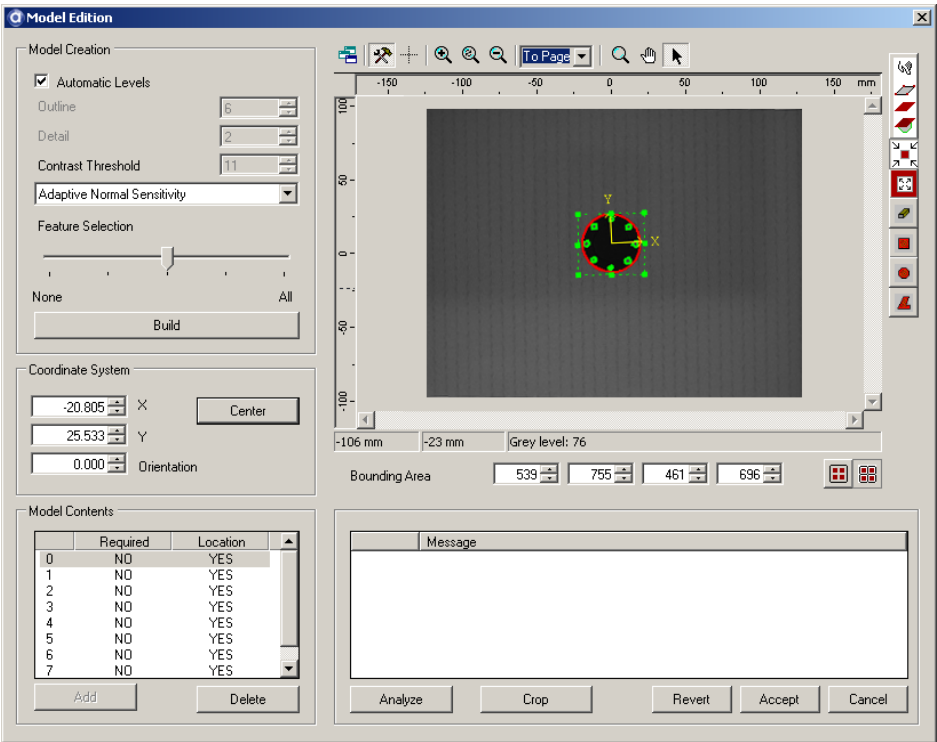 Model Edition
Model Creation
Automatic Levels
Outline 6
Detail 2
Contrast Threshold 11
Adaptive Normal Sensitivity
Feature Selection
None All
Build
Coordinate System
-20.805 X
Center
25.533 Y
0.000 Orientation
Model Contents
Required Location
0 NO YES
1 NO YES
2 NO YES
3 NO YES
4 NO YES
5 NO YES
6 NO YES
7 NO YES
Add Delete
To Page
-150 -100 -50 0 50 100 150 mm
100
50
0
-50
-100
Y
X
-106 mm -23 mm Grey level: 76
Bounding Area 539 755 461 696
Message
Analyze Crop Revert Accept Cancel